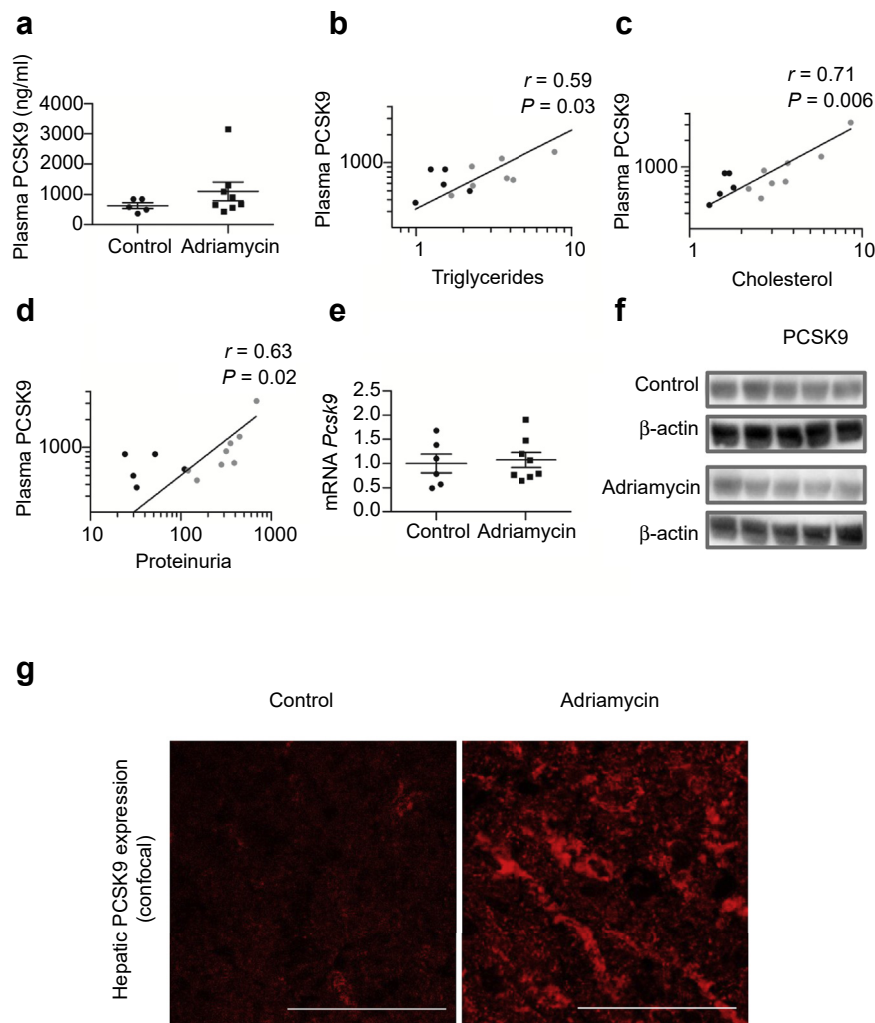 a
Plasma PCSK9 (ng/ml)
4000
3000
2000
1000
0
Control
Adriamycin
b
r = 0.59
P = 0.03
Plasma PCSK9
1000
1
10
Triglycerides
c
r = 0.71
P = 0.006
Plasma PCSK9
1000
1
10
Cholesterol
d
r = 0.63
P = 0.02
Plasma PCSK9
1000
10
100
1000
Proteinuria
e
mRNA Pcsk9
2.5
2.0
1.5
1.0
0.5
0.0
Control
Adriamycin
f
PCSK9
Control
β-actin
Adriamycin
β-actin
g
Control
Adriamycin
Hepatic PCSK9 expression
(confocal)